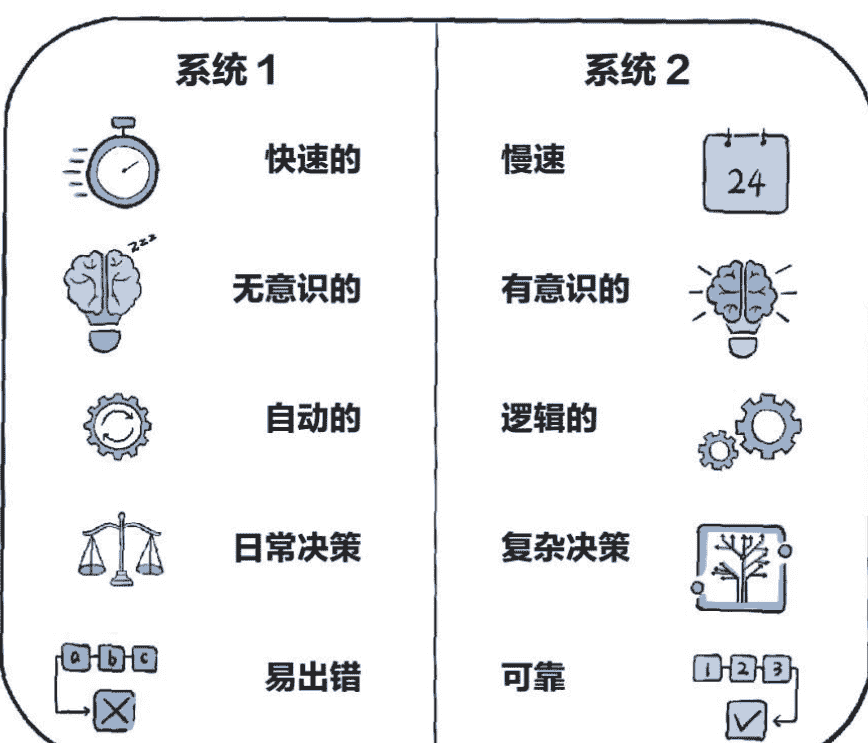 系统 1
系统 2
快速的
慢速
24
zzz
无意识的
有意识的
自动的
逻辑的
日常决策
复杂决策
a b c
易出错
可靠
1 2 3